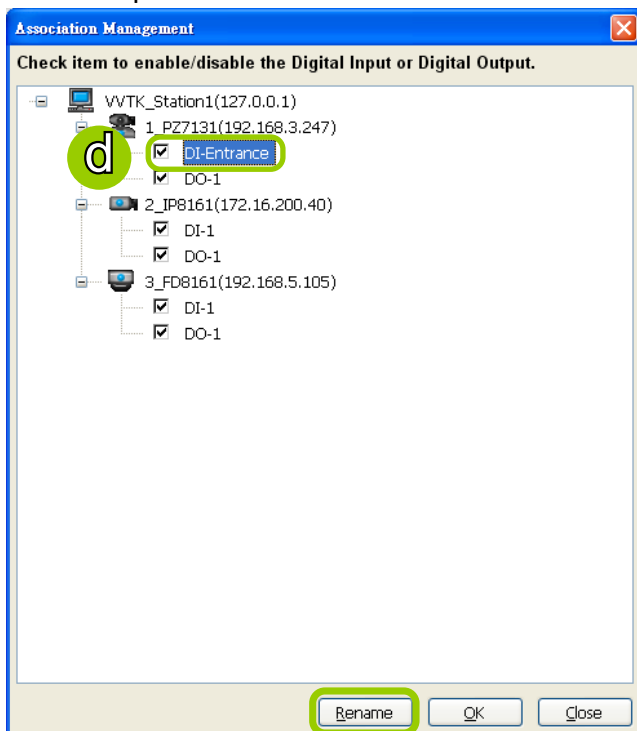 Association Management
Check item to enable/disable the Digital Input or Digital Output.
VVTK_Station1(127.0.0.1)
1_PZ7131(192.168.3.247)
d
DI-Entrance
DO-1
2_IP8161(172.16.200.40)
DI-1
DO-1
3_FD8161(192.168.5.105)
DI-1
DO-1
Rename OK Close